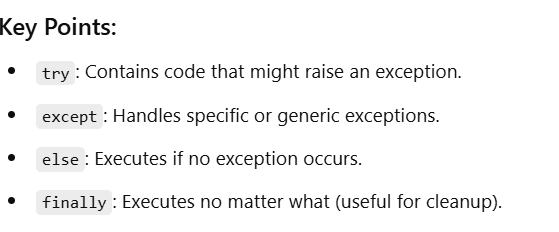 Key Points:
• try: Contains code that might raise an exception.
• except: Handles specific or generic exceptions.
• else: Executes if no exception occurs.
• finally: Executes no matter what (useful for cleanup).